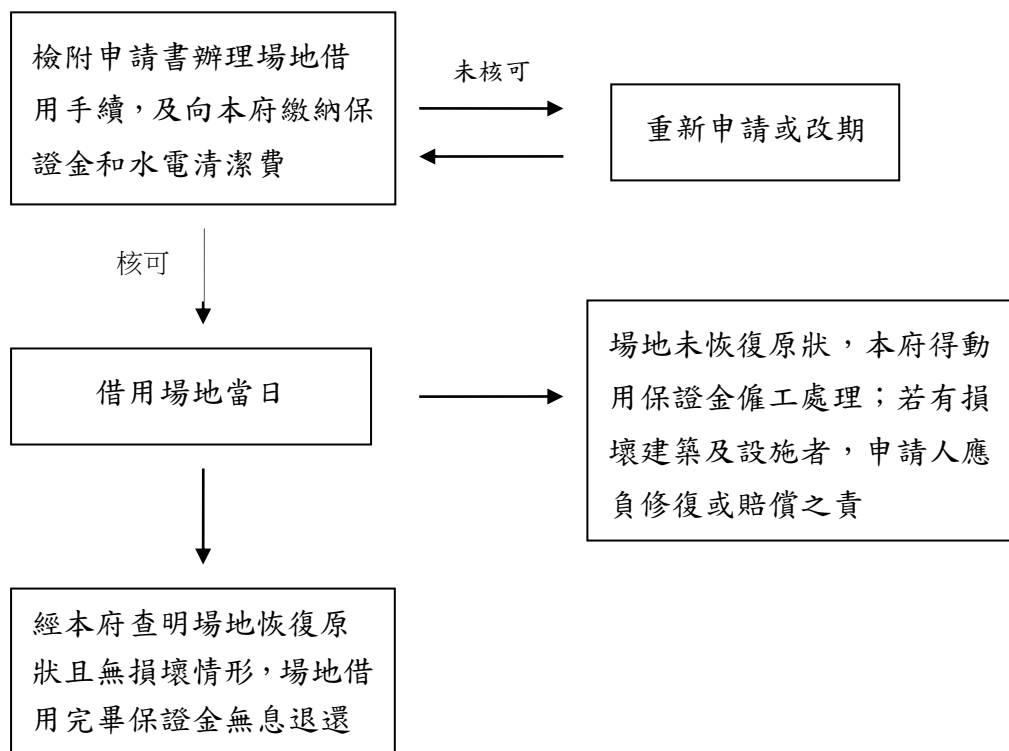 檢附申請書辦理場地借
用手續，及向本府繳納保
證金和水電清潔費
未核可
重新申請或改期
核可
借用場地當日
場地未恢復原狀，本府得動
用保證金僱工處理；若有損
壞建築及設施者，申請人應
負修復或賠償之責
經本府查明場地恢復原
狀且無損壞情形，場地借
用完畢保證金無息退還